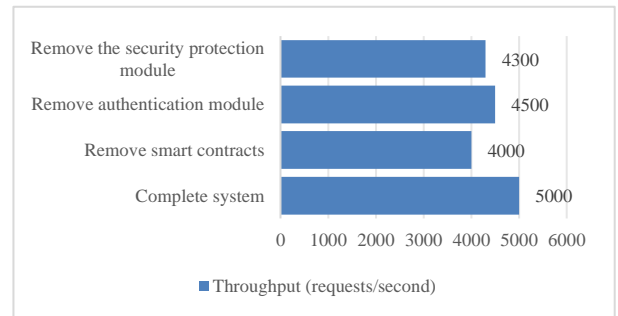 Remove the security protection
module
4300
Remove authentication module
4500
Remove smart contracts
4000
Complete system
5000
0 1000 2000 3000 4000 5000 6000
Throughput (requests/second)